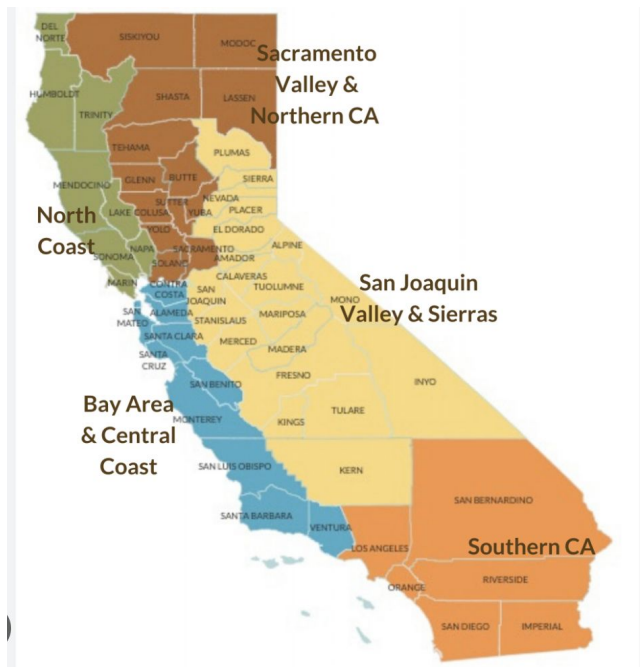 DEL
NORTE
SISKIYOU
MODOC
Sacramento
Valley &
Northern CA
HUMBOLDT
TRINITY
SHASTA
LASSEN
TEHAMA
PLUMAS
GLENN
BUTTE
SIERRA
MENDOCINO
NEVADA
SUTTER
YUBA
PLACER
LAKE
COLUSA
North
Coast
YOLO
EL DORADO
NAPA
SACRAMENTO
ALPINE
SONOMA
SOLANO
AMADOR
MARIN
CONTRA
COSTA
CALAVERAS
SAN
JOAQUIN
TUOLUMNE
San Joaquin
Valley & Sierras
MONO
SAN
MATEO
ALAMEDA
STANISLAUS
MARIPOSA
SANTA CLARA
MERCED
MADERA
SANTA
CRUZ
FRESNO
SAN BENITO
INYO
Bay Area
& Central
Coast
MONTEREY
KINGS
TULARE
SAN LUIS OBISPO
KERN
SAN BERNARDINO
SANTA BARBARA
VENTURA
LOS ANGELES
Southern CA
ORANGE
RIVERSIDE
SAN DIEGO
IMPERIAL